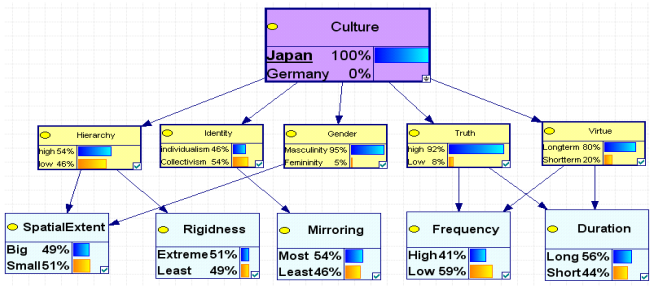 Culture
Japan 100%
Germany 0%
Hierarchy
high 54%
low 46%
Identity
individualism 46%
Collectivism 54%
Gender
Masculinity 95%
Femininity 5%
Truth
high 92%
Low 8%
Virtue
Longterm 80%
Shortterm 20%
SpatialExtent
Big 49%
Small 51%
Rigidness
Extreme 51%
Least 49%
Mirroring
Most 54%
Least 46%
Frequency
High 41%
Low 59%
Duration
Long 56%
Short 44%